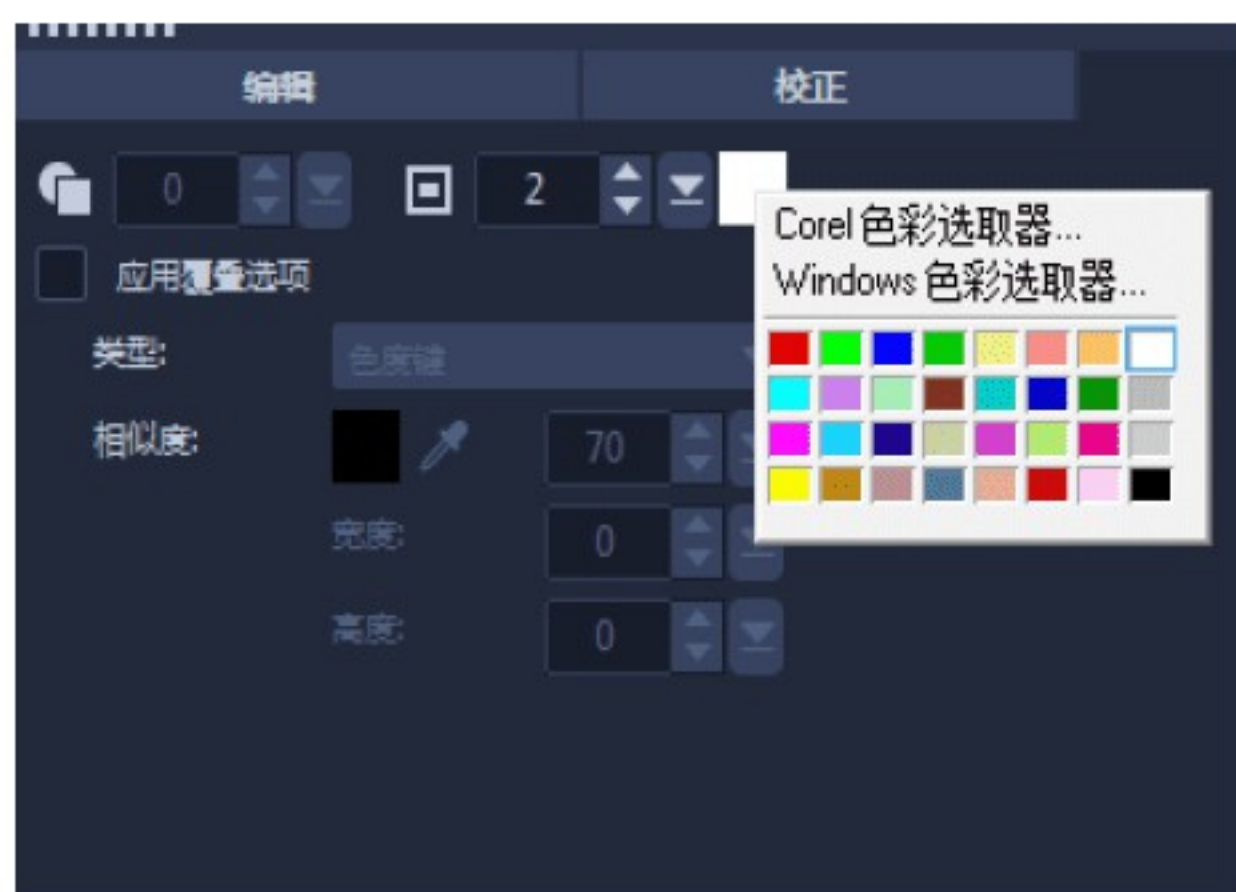 编辑 校正
0 2
Corel 色彩选取器...
Windows 色彩选取器...
应用覆叠选项
类型: 色度键
相似度: 70
宽度: 0
高度: 0